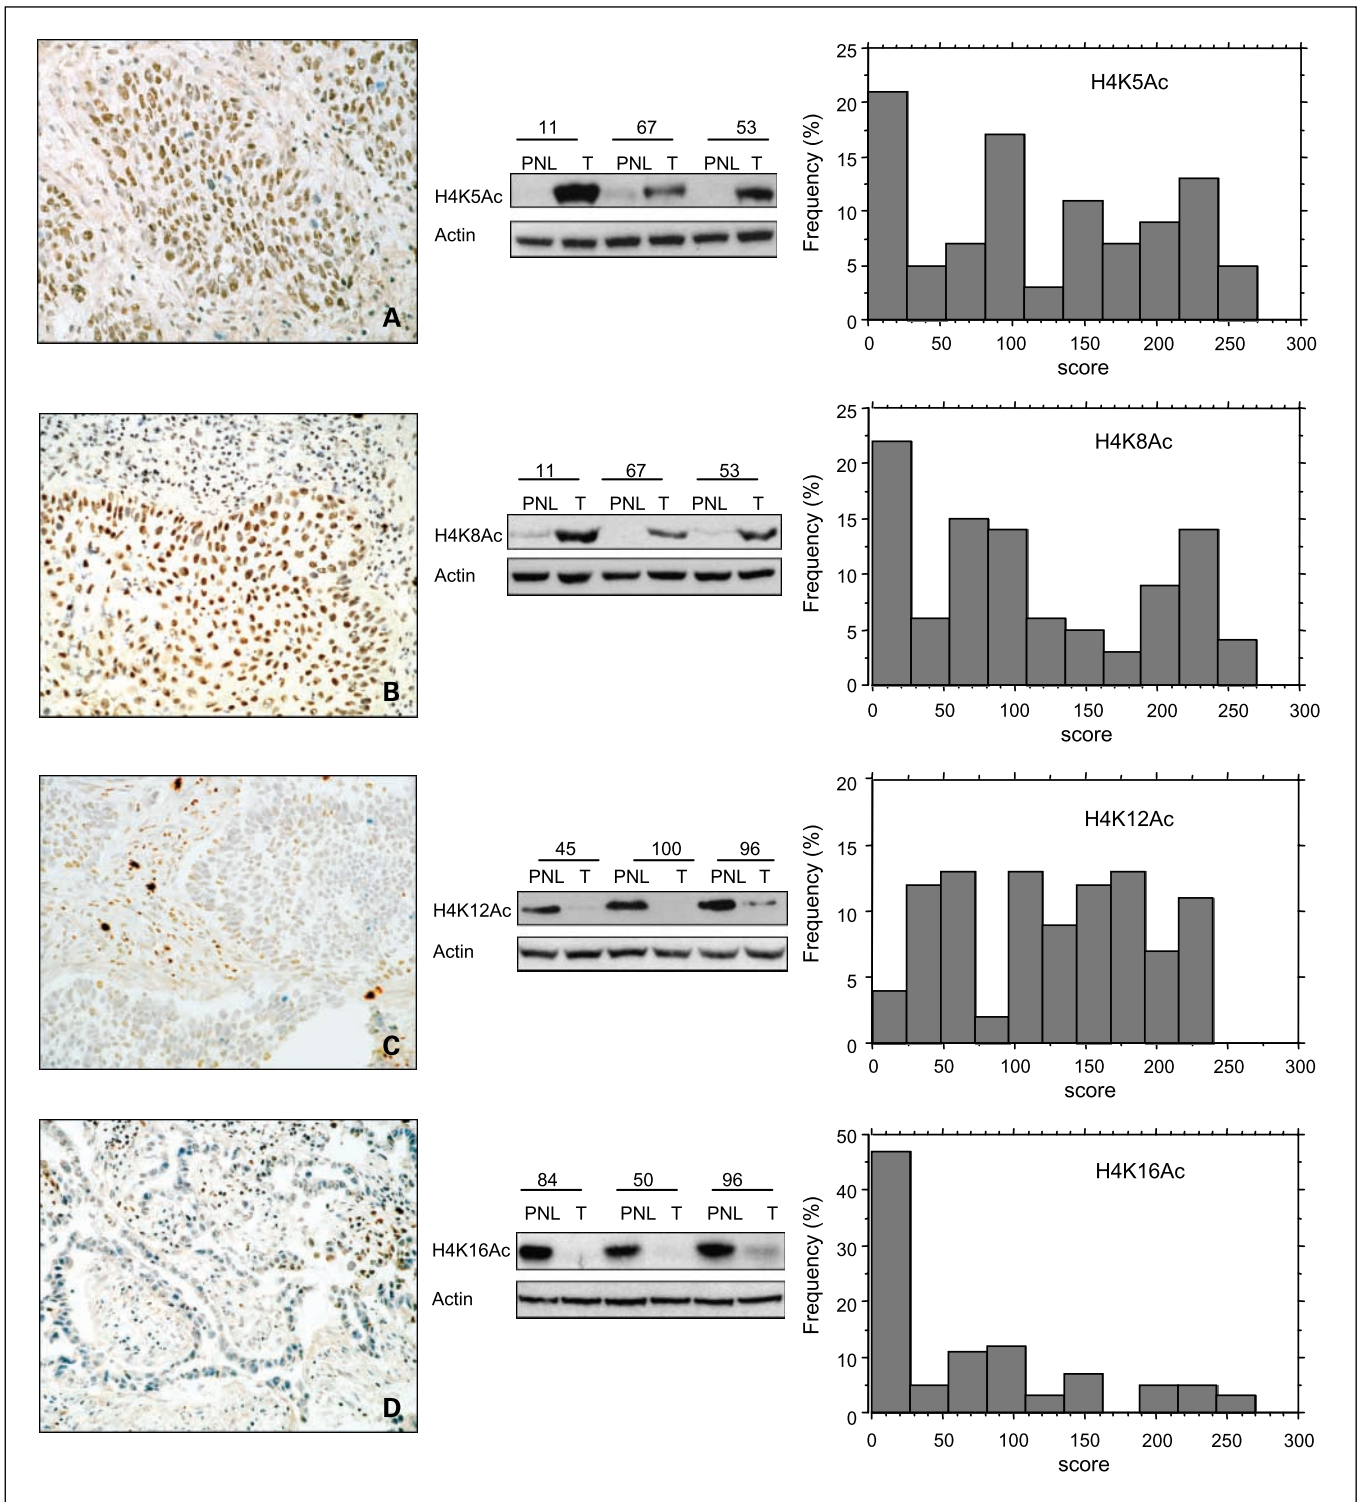 A
11 67 53
PNL T PNL T PNL T
H4K5Ac
Actin
H4K5Ac
Frequency (%)
25
20
15
10
5
0
0 50 100 150 200 250 300
score
B
11 67 53
PNL T PNL T PNL T
H4K8Ac
Actin
H4K8Ac
Frequency (%)
25
20
15
10
5
0
0 50 100 150 200 250 300
score
C
45 100 96
PNL T PNL T PNL T
H4K12Ac
Actin
H4K12Ac
Frequency (%)
20
15
10
5
0
0 50 100 150 200 250 300
score
D
84 50 96
PNL T PNL T PNL T
H4K16Ac
Actin
H4K16Ac
Frequency (%)
50
40
30
20
10
0
0 50 100 150 200 250 300
score